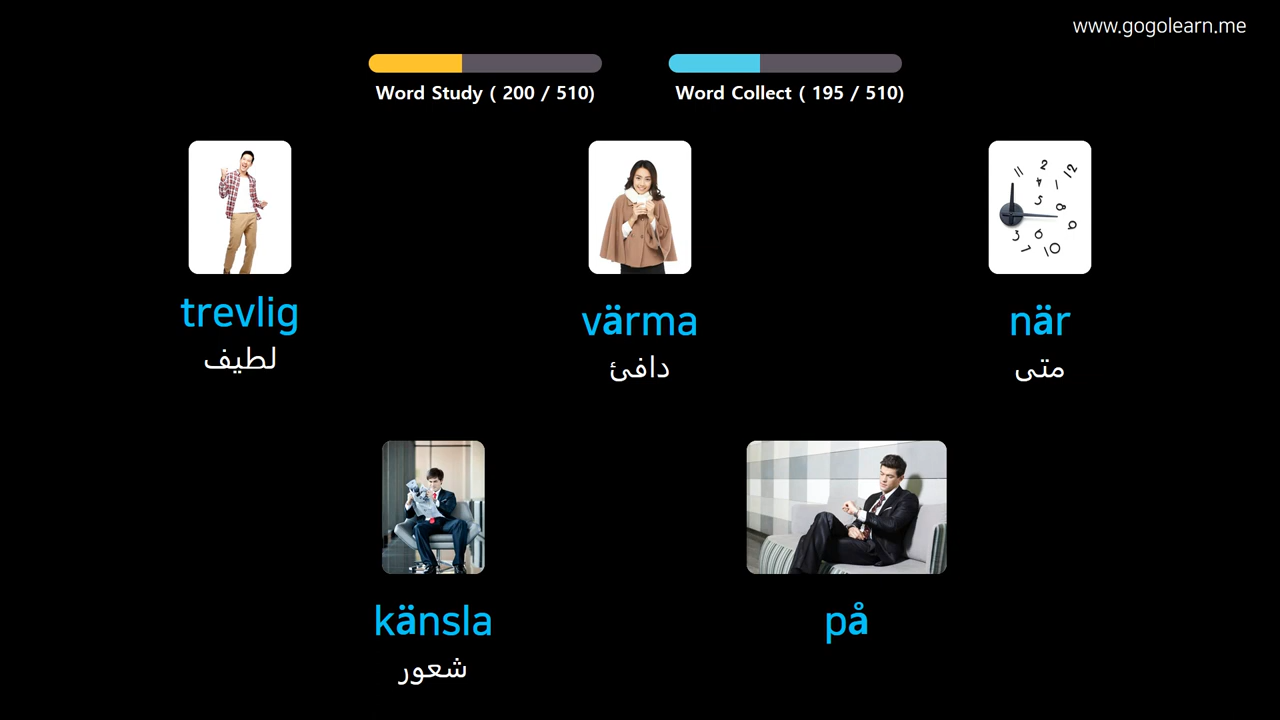 www.gogolearn.me
Word Study ( 200 / 510)
Word Collect ( 195 / 510)
trevlig
لطيف
värma
دافئ
när
متى
känsla
شعور
på